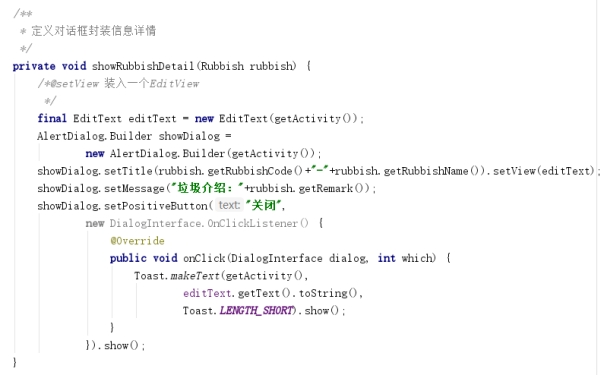 /**
 * 定义对话框封装信息详情
 */
private void showRubbishDetail(Rubbish rubbish) {
    /*@setView 装入一个EditView
     */
    final EditText editText = new EditText(getActivity());
    AlertDialog.Builder showDialog =
            new AlertDialog.Builder(getActivity());
    showDialog.setTitle(rubbish.getRubbishCode()+"-"+rubbish.getRubbishName()).setView(editText);
    showDialog.setMessage("垃圾介绍："+rubbish.getRemark());
    showDialog.setPositiveButton( text: "关闭",
            new DialogInterface.OnClickListener() {
                @Override
                public void onClick(DialogInterface dialog, int which) {
                    Toast.makeText(getActivity(),
                            editText.getText().toString(),
                            Toast.LENGTH_SHORT).show();
                }
            }).show();
}